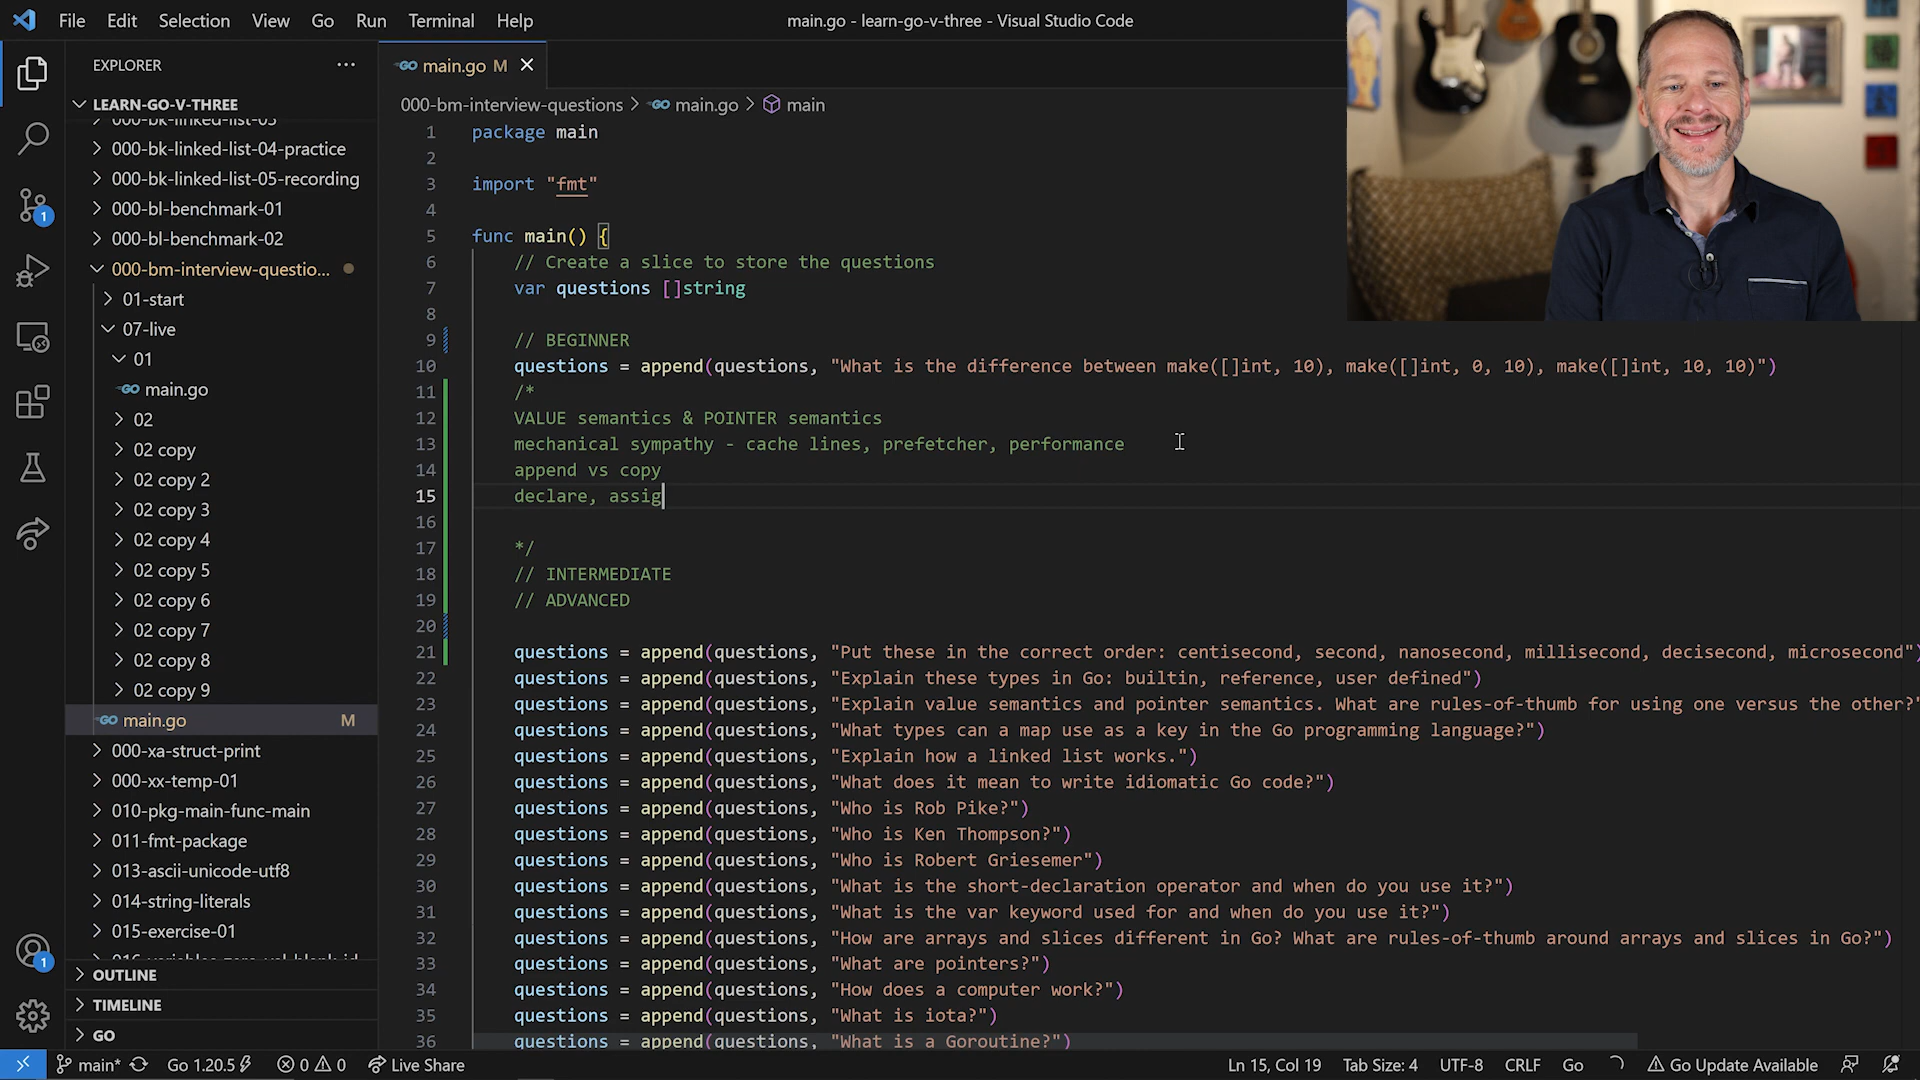 File Edit Selection View Go Run Terminal Help
main.go - learn-go-v-three - Visual Studio Code
EXPLORER
main.go M
LEARN-GO-V-THREE
000-bk-linked-list-03
000-bk-linked-list-04-practice
000-bk-linked-list-05-recording
000-bl-benchmark-01
000-bl-benchmark-02
000-bm-interview-questio...
01-start
07-live
01
main.go
02
02 copy
02 copy 2
02 copy 3
02 copy 4
02 copy 5
02 copy 6
02 copy 7
02 copy 8
02 copy 9
main.go M
000-xa-struct-print
000-xx-temp-01
010-pkg-main-func-main
011-fmt-package
013-ascii-unicode-utf8
014-string-literals
015-exercise-01
OUTLINE
TIMELINE
GO
1
1
000-bm-interview-questions > main.go > main
1 package main
2
3 import "fmt"
4
5 func main() {
6 // Create a slice to store the questions
7 var questions []string
8
9 // BEGINNER
10 questions = append(questions, "What is the difference between make([]int, 10), make([]int, 0, 10), make([]int, 10, 10)")
11 /*
12 VALUE semantics & POINTER semantics
13 mechanical sympathy - cache lines, prefetcher, performance
14 append vs copy
15 declare, assig
16
17 */
18 // INTERMEDIATE
19 // ADVANCED
20
21 questions = append(questions, "Put these in the correct order: centisecond, second, nanosecond, millisecond, decisecond, microsecond")
22 questions = append(questions, "Explain these types in Go: builtin, reference, user defined")
23 questions = append(questions, "Explain value semantics and pointer semantics. What are rules-of-thumb for using one versus the other?"
24 questions = append(questions, "What types can a map use as a key in the Go programming language?")
25 questions = append(questions, "Explain how a linked list works.")
26 questions = append(questions, "What does it mean to write idiomatic Go code?")
27 questions = append(questions, "Who is Rob Pike?")
28 questions = append(questions, "Who is Ken Thompson?")
29 questions = append(questions, "Who is Robert Griesemer")
30 questions = append(questions, "What is the short-declaration operator and when do you use it?")
31 questions = append(questions, "What is the var keyword used for and when do you use it?")
32 questions = append(questions, "How are arrays and slices different in Go? What are rules-of-thumb around arrays and slices in Go?")
33 questions = append(questions, "What are pointers?")
34 questions = append(questions, "How does a computer work?")
35 questions = append(questions, "What is iota?")
36 questions = append(questions, "What is a Goroutine?")
main* Go 1.20.5 0 0 Live Share
Ln 15, Col 19 Tab Size: 4 UTF-8 CRLF Go Go Update Available